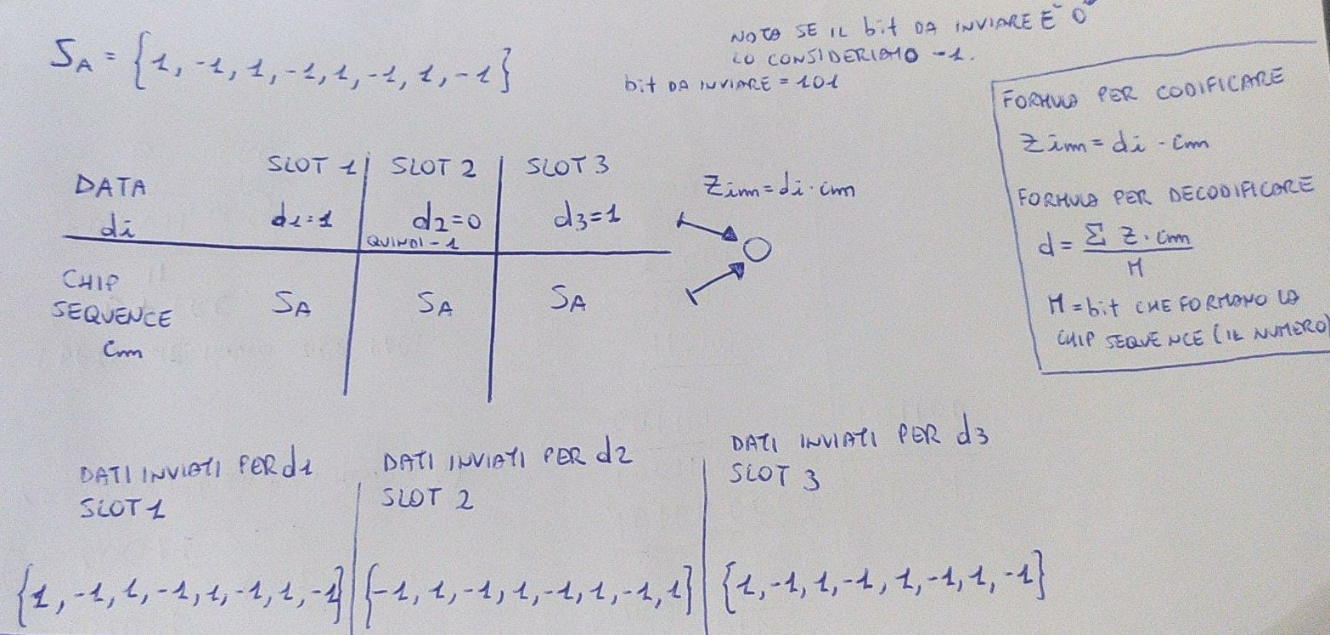 SA = {1, -1, 1, -1, 1, -1, 1, -1}
NOTA SE IL bit DA INVIARE È "0"
LO CONSIDERIAMO -1.
bit DA INVIARE = 101
FORMULA PER CODIFICARE
Zim = di · cm
FORMULA PER DECODIFICARE
d = Σ Z · cm
M
M = bit CHE FORMANO LA
CHIP SEQUENCE (IL NUMERO)
SLOT 1 SLOT 2 SLOT 3
DATA
di
d1=1 d2=0 d3=1
QUINDI -1
Zim = di · cm
CHIP
SEQUENCE
cm
SA SA SA
DATI INVIATI PER d1
SLOT 1
DATI INVIATI PER d2
SLOT 2
DATI INVIATI PER d3
SLOT 3
{1, -1, 1, -1, 1, -1, 1, -1} {-1, 1, -1, 1, -1, 1, -1, 1} {1, -1, 1, -1, 1, -1, 1, -1}